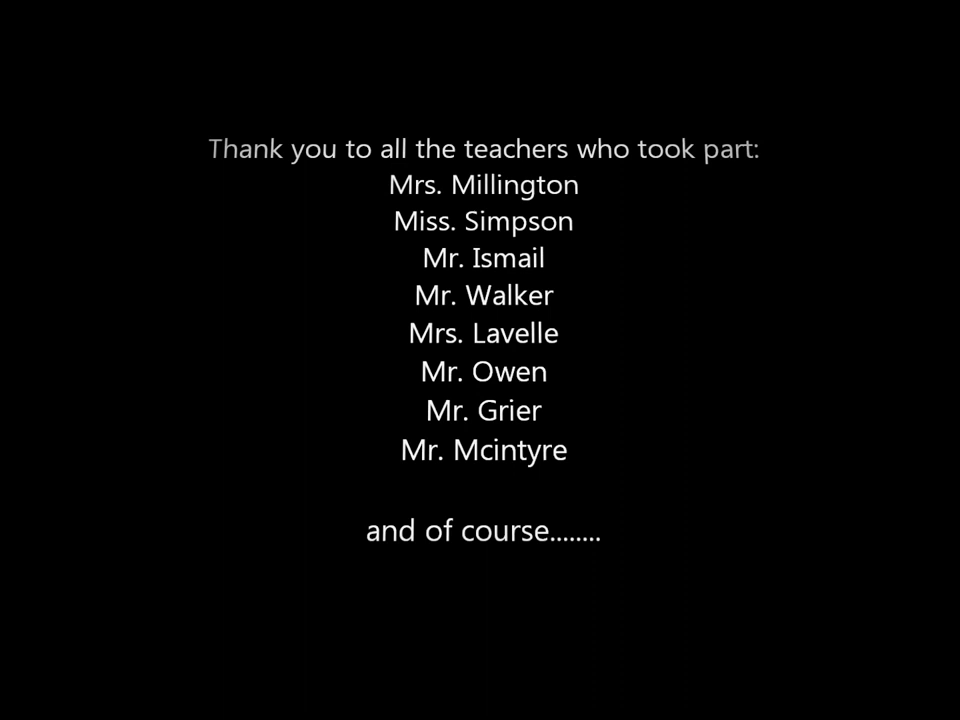 Thank you to all the teachers who took part:
Mrs. Millington
Miss. Simpson
Mr. Ismail
Mr. Walker
Mrs. Lavelle
Mr. Owen
Mr. Grier
Mr. Mcintyre
and of course........